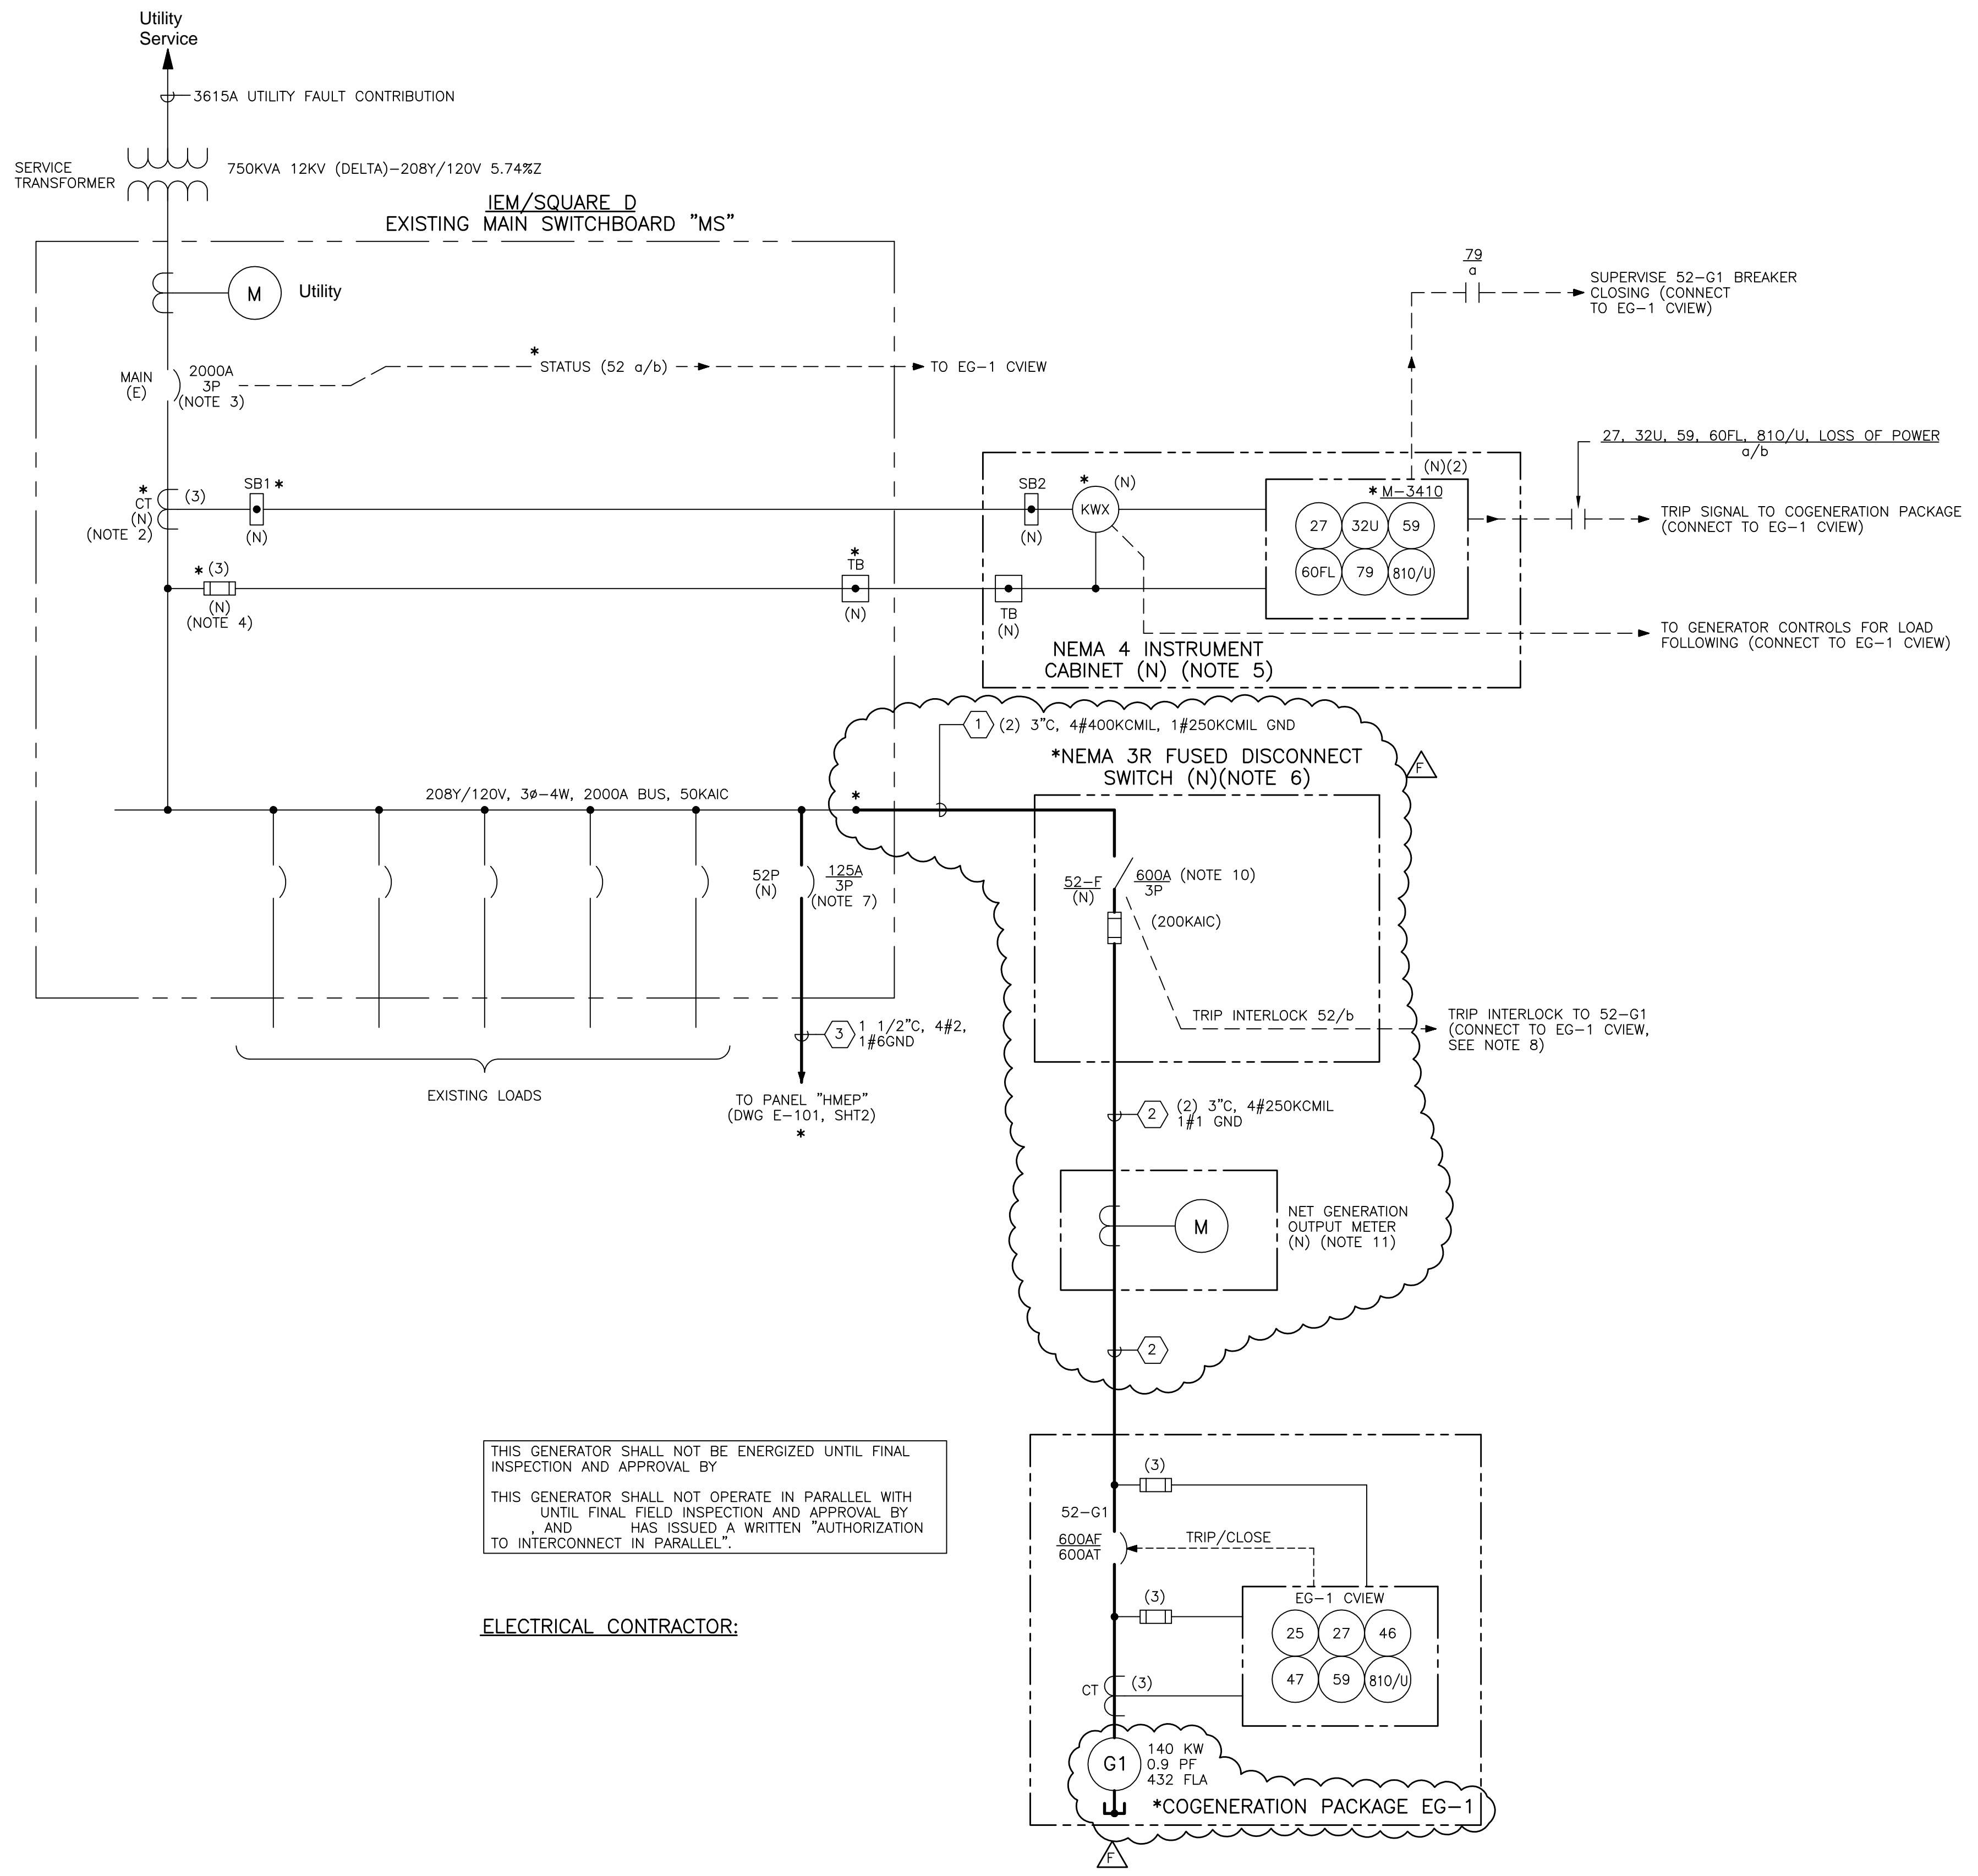 Utility
Service
3615A UTILITY FAULT CONTRIBUTION
SERVICE
TRANSFORMER
750KVA 12KV (DELTA)-208Y/120V 5.74%Z
IEM/SQUARE D
EXISTING MAIN SWITCHBOARD "MS"
M
Utility
MAIN
(E)
2000A
3P
(NOTE 3)
*
STATUS (52 a/b)
TO EG-1 CVIEW
79
a
SUPERVISE 52-G1 BREAKER
CLOSING (CONNECT
TO EG-1 CVIEW)
27, 32U, 59, 60FL, 81O/U, LOSS OF POWER
a/b
*
CT
(N)
(NOTE 2)
(3)
SB1 *
(N)
SB2
(N)
*
KWX
(N)
(N)(2)
* M-3410
27
32U
59
60FL
79
81O/U
TRIP SIGNAL TO COGENERATION PACKAGE
(CONNECT TO EG-1 CVIEW)
* (3)
(N)
(NOTE 4)
*
TB
(N)
TB
(N)
TO GENERATOR CONTROLS FOR LOAD
FOLLOWING (CONNECT TO EG-1 CVIEW)
NEMA 4 INSTRUMENT
CABINET (N) (NOTE 5)
1
(2) 3"C, 4#400KCMIL, 1#250KCMIL GND
*NEMA 3R FUSED DISCONNECT
SWITCH (N)(NOTE 6)
F
208Y/120V, 3ø-4W, 2000A BUS, 50KAIC
*
52P
(N)
125A
3P
(NOTE 7)
52-F
(N)
600A (NOTE 10)
3P
(200KAIC)
TRIP INTERLOCK 52/b
TRIP INTERLOCK TO 52-G1
(CONNECT TO EG-1 CVIEW,
SEE NOTE 8)
3
1 1/2"C, 4#2,
1#6GND
EXISTING LOADS
TO PANEL "HMEP"
(DWG E-101, SHT2)
*
2
(2) 3"C, 4#250KCMIL
1#1 GND
M
NET GENERATION
OUTPUT METER
(N) (NOTE 11)
2
THIS GENERATOR SHALL NOT BE ENERGIZED UNTIL FINAL
INSPECTION AND APPROVAL BY
THIS GENERATOR SHALL NOT OPERATE IN PARALLEL WITH
UNTIL FINAL FIELD INSPECTION AND APPROVAL BY
, AND HAS ISSUED A WRITTEN "AUTHORIZATION
TO INTERCONNECT IN PARALLEL".
ELECTRICAL CONTRACTOR:
(3)
52-G1
600AF
600AT
TRIP/CLOSE
(3)
EG-1 CVIEW
25
27
46
47
59
81O/U
CT
(3)
G1
140 KW
0.9 PF
432 FLA
*COGENERATION PACKAGE EG-1
F